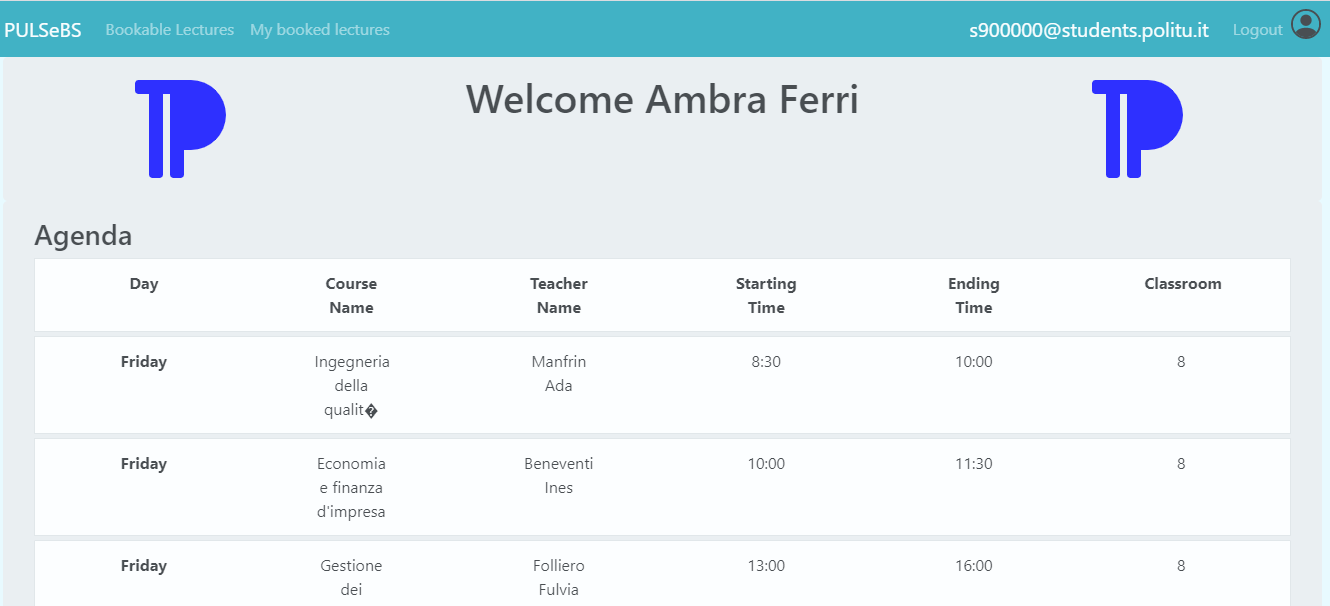 PULSeBS Bookable Lectures My booked lectures s900000@students.politu.it Logout
Welcome Ambra Ferri
Agenda
Day Course Teacher Starting Ending Classroom
Name Name Time Time
Friday Ingegneria Manfrin 8:30 10:00 8
della Ada
qualit�
Friday Economia Beneventi 10:00 11:30 8
e finanza Ines
d'impresa
Friday Gestione Folliero 13:00 16:00 8
dei Fulvia